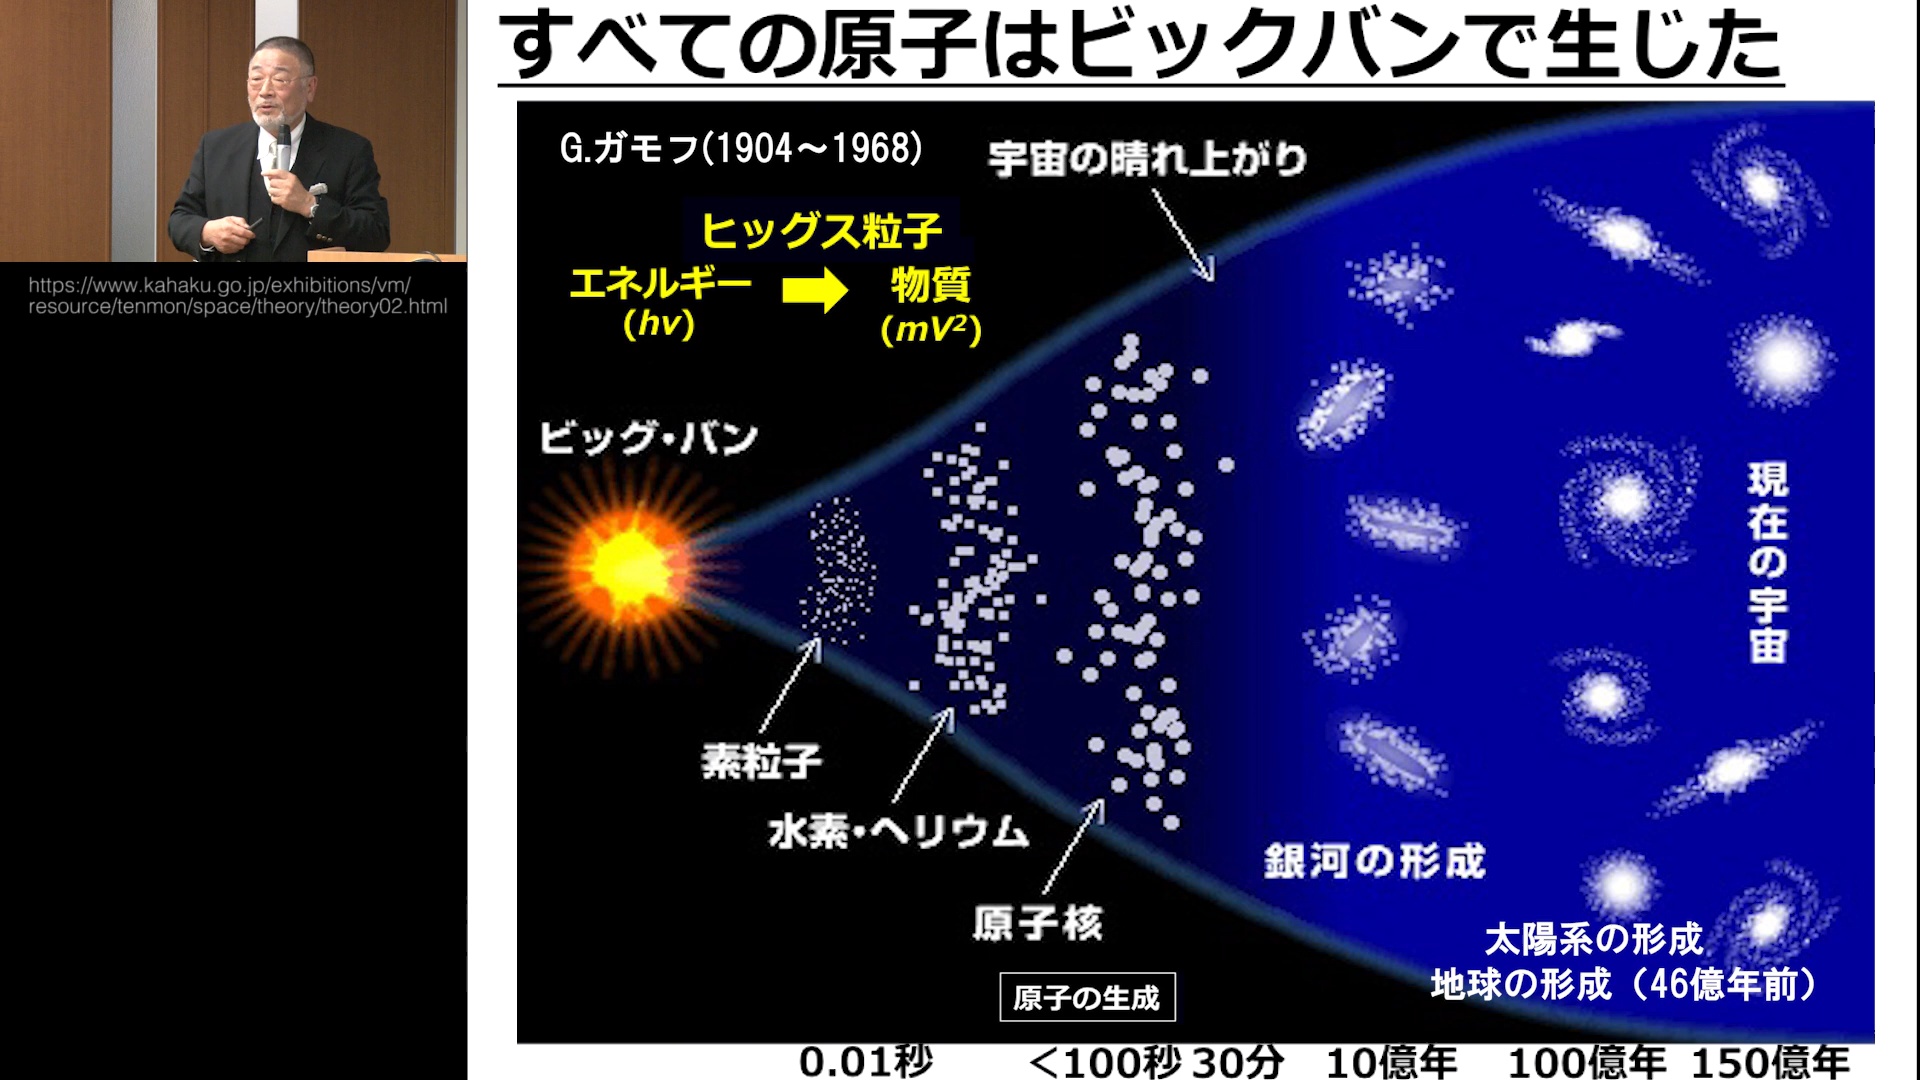 すべての原子はビックバンで生じた
https://www.kahaku.go.jp/exhibitions/vm/
resource/tenmon/space/theory/theory02.html
G.ガモフ(1904～1968)
宇宙の晴れ上がり
ヒッグス粒子
エネルギー
物質
(hν)
(mV²)
ビッグ・バン
現在の宇宙
素粒子
水素・ヘリウム
原子核
銀河の形成
太陽系の形成
地球の形成（46億年前）
原子の生成
0.01秒
<100秒
30分
10億年
100億年
150億年